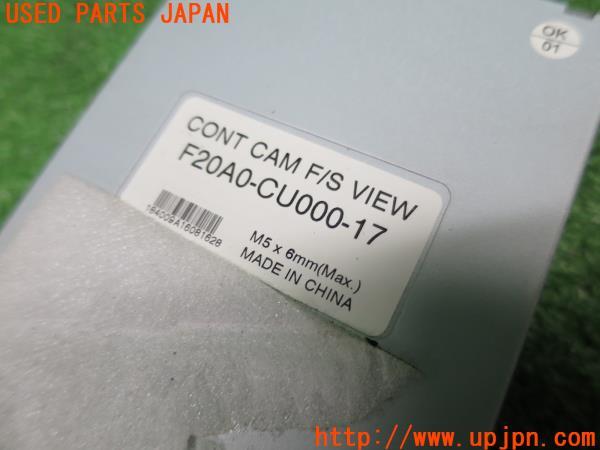 USED PARTS JAPAN
OK
01
CONT CAM F/S VIEW
F20A0-CU000-17
184009A16081628
M5 x 6mm(Max.)
MADE IN CHINA
http://www.upjpn.com